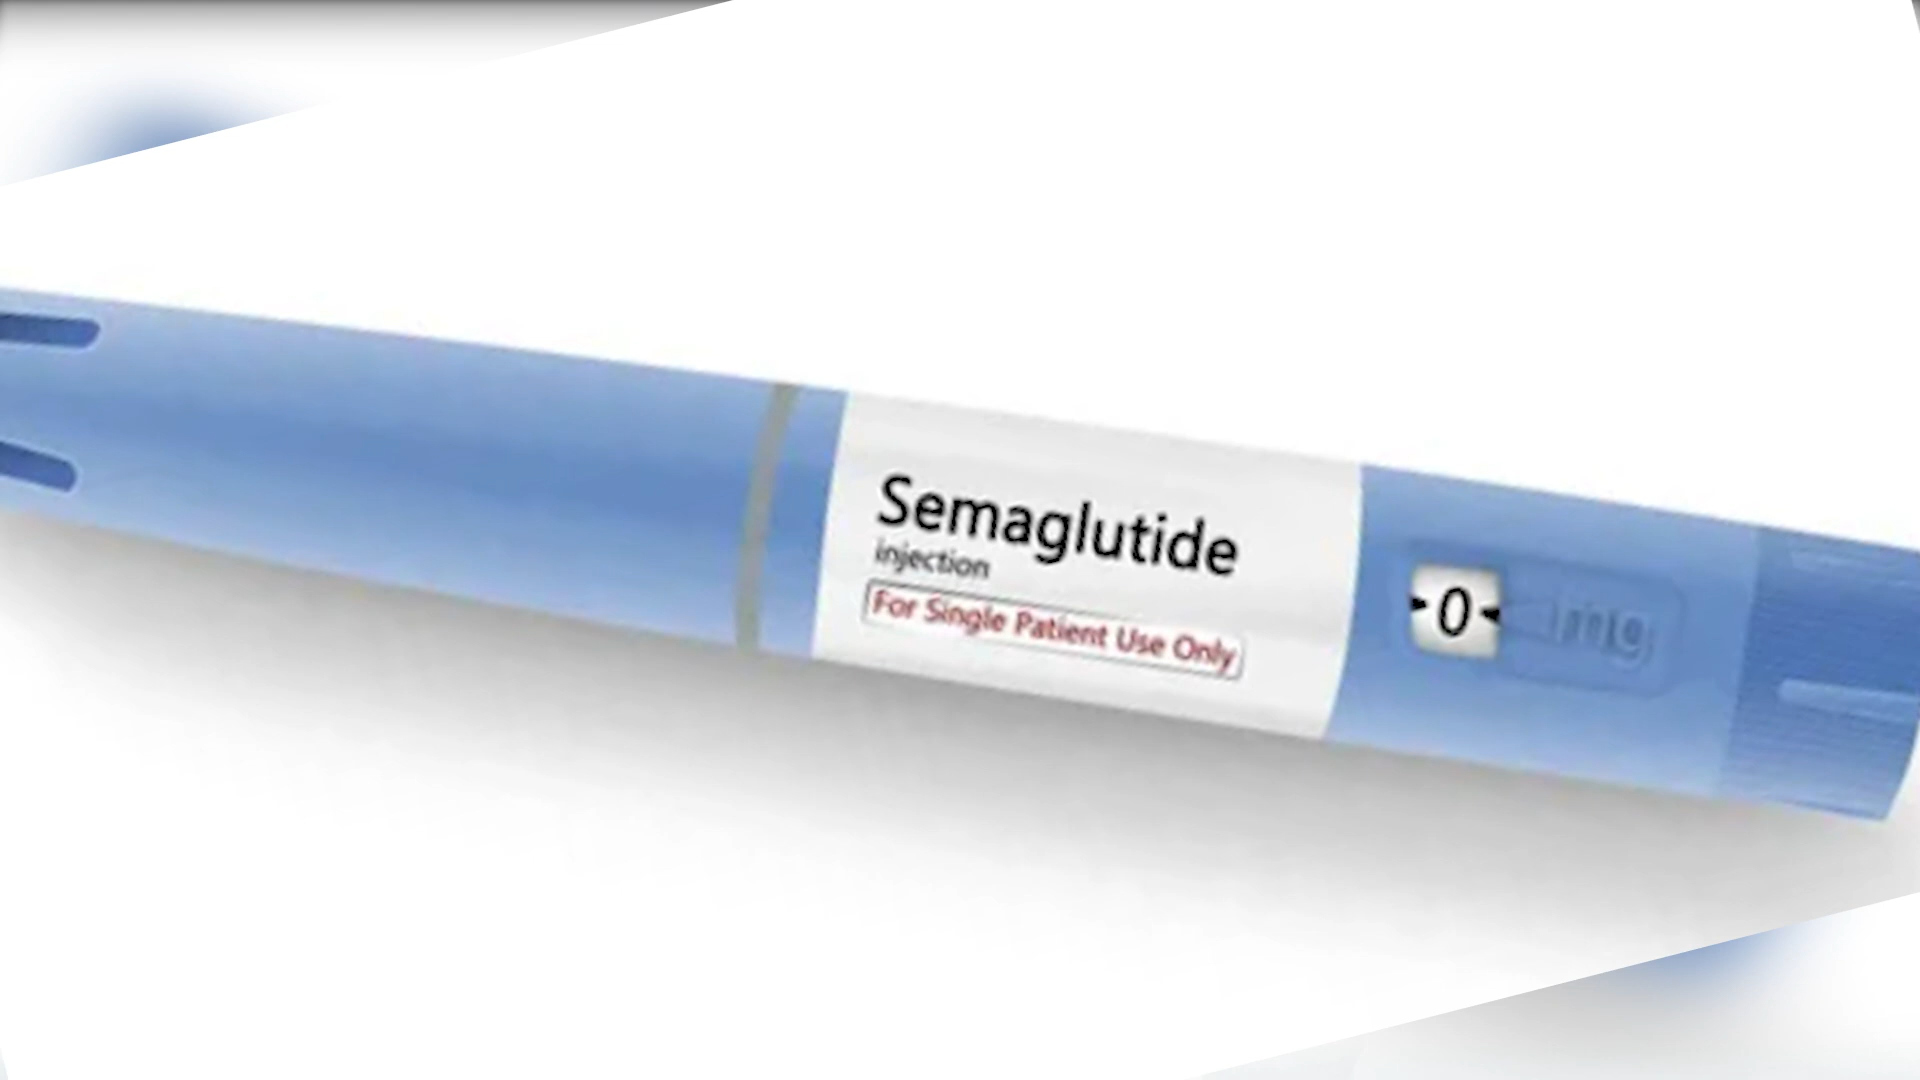 Semaglutide
injection
For Single Patient Use Only
0
mg